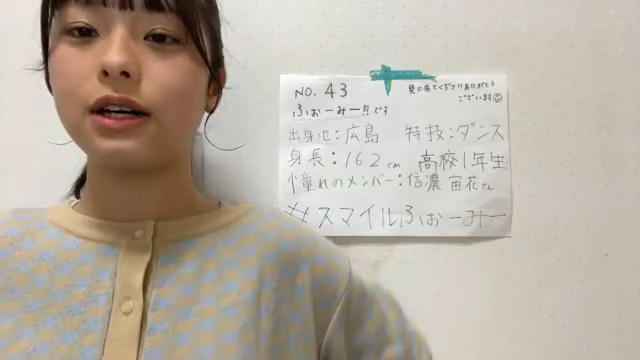 NO. 43
見に来てくださりありがとう
ございます
ふぉーみー!!です
出身地:広島 特技:ダンス
身長:162cm 高校1年生
憧れのメンバー:信濃宙花さん
#スマイルふぉーみー